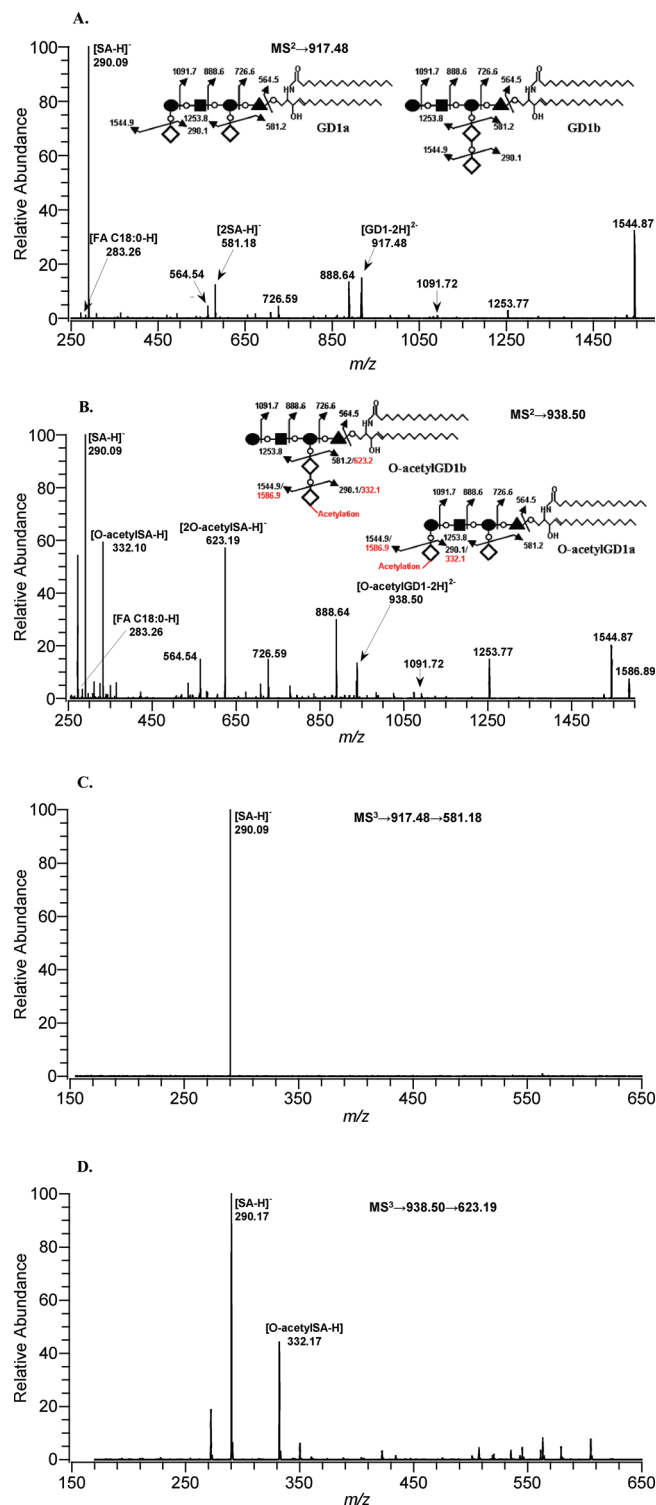 A.
[SA-H]-
290.09
MS2→917.48
1091.7 888.6 726.6
564.5
O
HN
OH
GD1a
1544.9
1253.8
290.1
581.2
1091.7 888.6 726.6
564.5
O
HN
OH
GD1b
1253.8
581.2
1544.9
290.1
[FA C18:0-H]
283.26
[2SA-H]-
581.18
[GD1-2H]2-
917.48
564.54
726.59
888.64
1091.72
1253.77
1544.87
Relative Abundance
100
80
60
40
20
0
250 450 650 850 1050 1250 1450
m/z
B.
[SA-H]-
290.09
MS2→938.50
1091.7 888.6 726.6
564.5
O
HN
OH
O-acetylGD1b
1253.8
581.2/623.2
1544.9/
1586.9
290.1/332.1
Acetylation
1091.7 888.6 726.6
564.5
O
HN
OH
O-acetylGD1a
1544.9/
1586.9
1253.8
290.1/
332.1
581.2
Acetylation
[O-acetylSA-H]
332.10
[2O-acetylSA-H]-
623.19
[FA C18:0-H]
283.26
[O-acetylGD1-2H]2-
938.50
564.54
726.59
888.64
1091.72
1253.77
1544.87
1586.89
Relative Abundance
100
80
60
40
20
0
250 450 650 850 1050 1250 1450
m/z
C.
[SA-H]-
290.09
MS3→917.48→581.18
Relative Abundance
100
80
60
40
20
0
150 250 350 450 550 650
m/z
D.
[SA-H]-
290.17
MS3→938.50→623.19
[O-acetylSA-H]
332.17
Relative Abundance
100
80
60
40
20
0
150 250 350 450 550 650
m/z